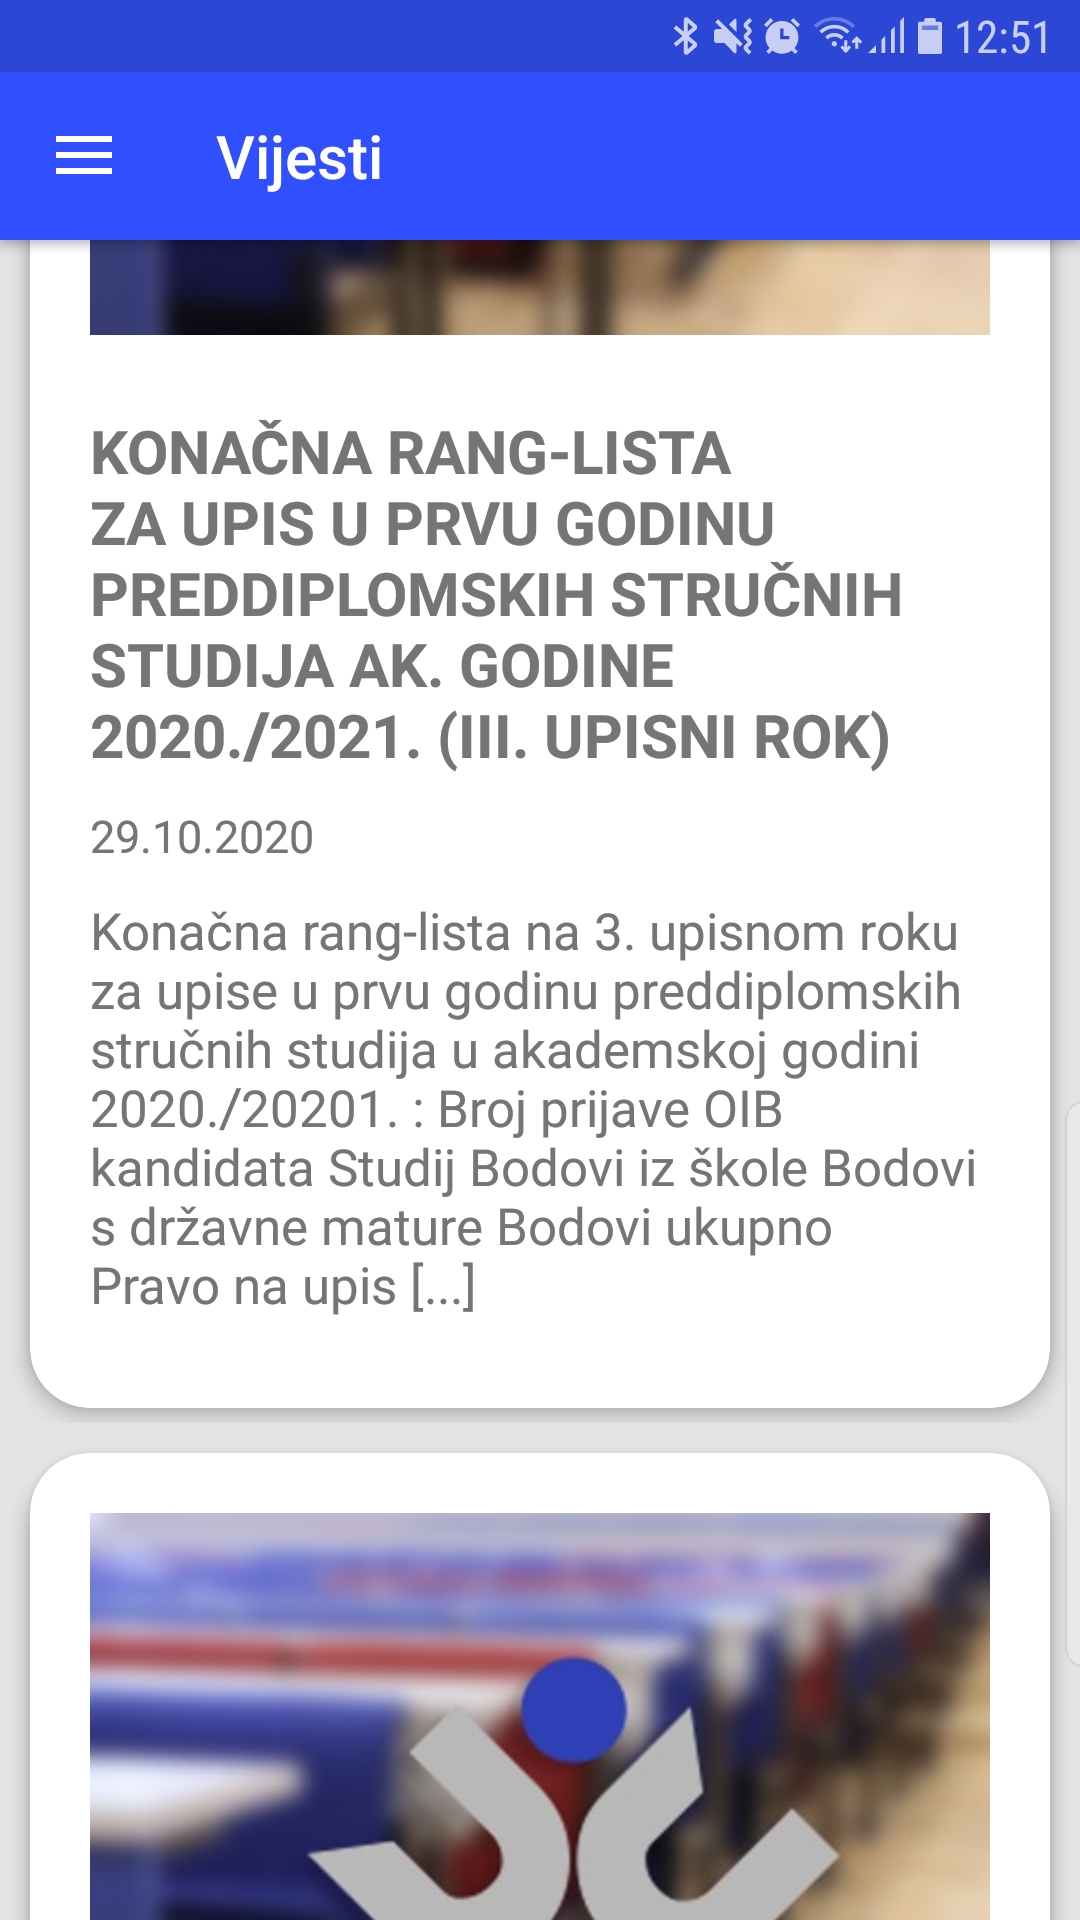 12:51
Vijesti
KONAČNA RANG-LISTA
ZA UPIS U PRVU GODINU
PREDDIPLOMSKIH STRUČNIH
STUDIJA AK. GODINE
2020./2021. (III. UPISNI ROK)
29.10.2020
Konačna rang-lista na 3. upisnom roku
za upise u prvu godinu preddiplomskih
stručnih studija u akademskoj godini
2020./20201. : Broj prijave OIB
kandidata Studij Bodovi iz škole Bodovi
s državne mature Bodovi ukupno
Pravo na upis [...]